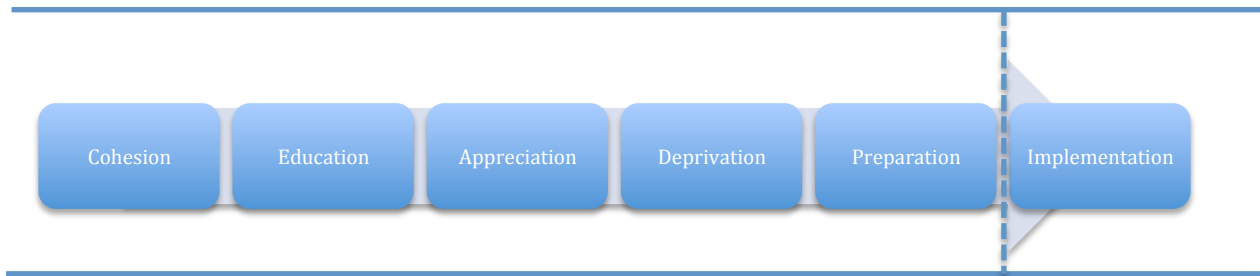 Cohesion
Education
Appreciation
Deprivation
Preparation
Implementation